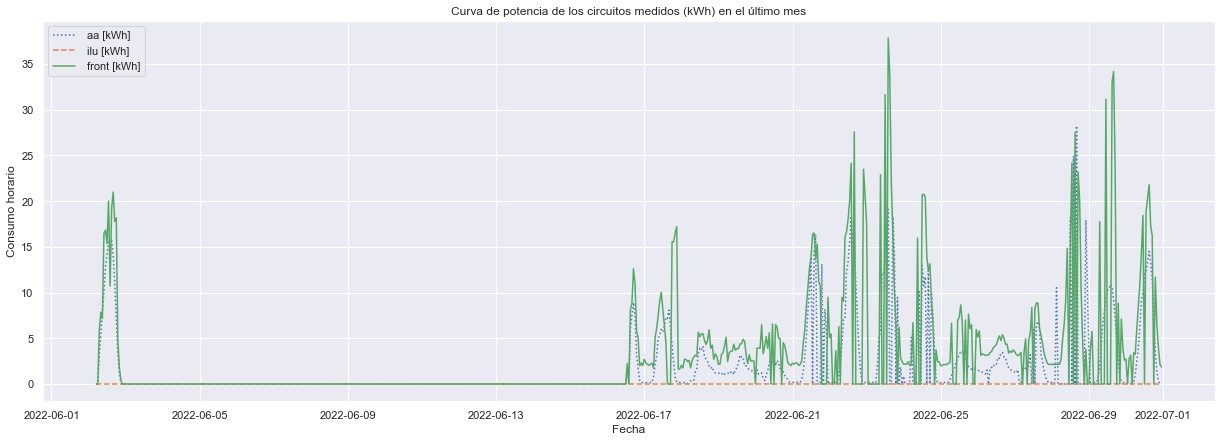 Curva de potencia de los circuitos medidos (kWh) en el último mes
aa [kWh]
ilu [kWh]
front [kWh]
Consumo horario
35
30
25
20
15
10
5
0
2022-06-01 2022-06-05 2022-06-09 2022-06-13 2022-06-17 2022-06-21 2022-06-25 2022-06-29 2022-07-01
Fecha